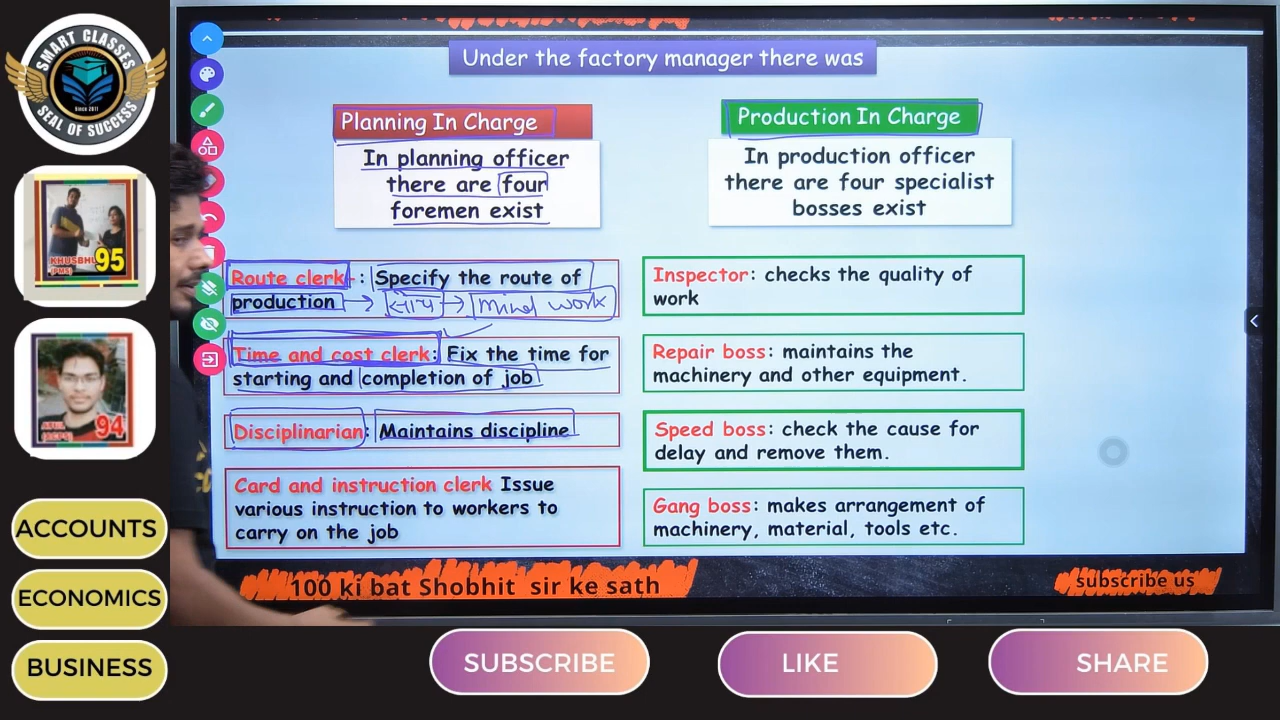 SMART CLASSES
Since 2011
SEAL OF SUCCESS
95
94
ACCOUNTS
ECONOMICS
BUSINESS
Under the factory manager there was
Planning In Charge
In planning officer
there are four
foremen exist
Route clerk : Specify the route of
production → → Mind work
Time and cost clerk: Fix the time for
starting and completion of job
Disciplinarian: Maintains discipline
Card and instruction clerk Issue
various instruction to workers to
carry on the job
Production In Charge
In production officer
there are four specialist
bosses exist
Inspector: checks the quality of
work
Repair boss: maintains the
machinery and other equipment.
Speed boss: check the cause for
delay and remove them.
Gang boss: makes arrangement of
machinery, material, tools etc.
100 ki bat Shobhit sir ke sath
subscribe us
SUBSCRIBE
LIKE
SHARE